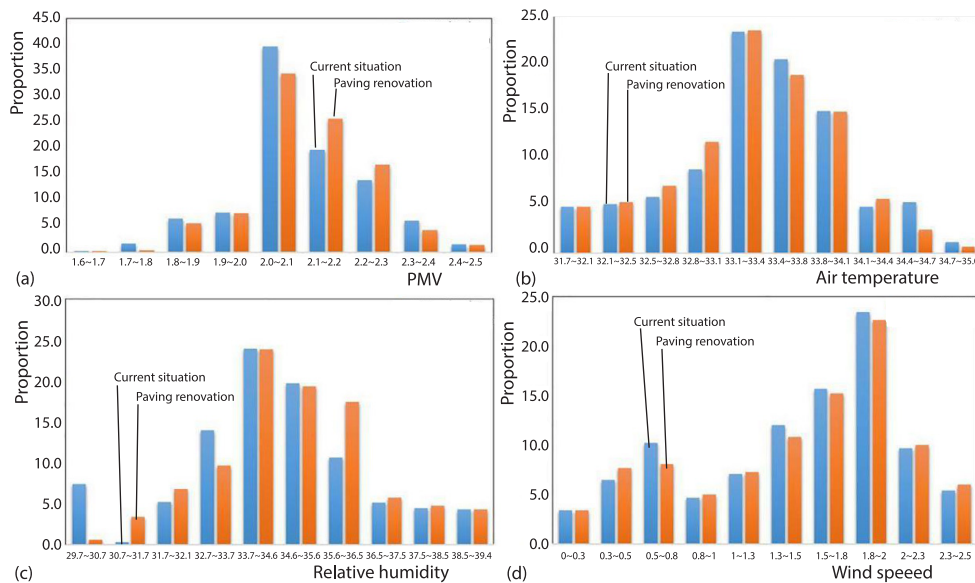 45.0
40.0
35.0
30.0
25.0
20.0
15.0
10.0
5.0
0.0
Proportion
Current situation
Paving renovation
1.6~1.7 1.7~1.8 1.8~1.9 1.9~2.0 2.0~2.1 2.1~2.2 2.2~2.3 2.3~2.4 2.4~2.5
(a) PMV
25.0
20.0
15.0
10.0
5.0
0.0
Proportion
Current situation
Paving renovation
31.7~32.1 32.1~32.5 32.5~32.8 32.8~33.1 33.1~33.4 33.4~33.8 33.8~34.1 34.1~34.4 34.4~34.7 34.7~35.0
(b) Air temperature
30.0
25.0
20.0
15.0
10.0
5.0
0.0
Proportion
Current situation
Paving renovation
29.7~30.7 30.7~31.7 31.7~32.1 32.7~33.7 33.7~34.6 34.6~35.6 35.6~36.5 36.5~37.5 37.5~38.5 38.5~39.4
(c) Relative humidity
25.0
20.0
15.0
10.0
5.0
0.0
Proportion
Current situation
Paving renovation
0~0.3 0.3~0.5 0.5~0.8 0.8~1 1~1.3 1.3~1.5 1.5~1.8 1.8~2 2~2.3 2.3~2.5
(d) Wind speeed